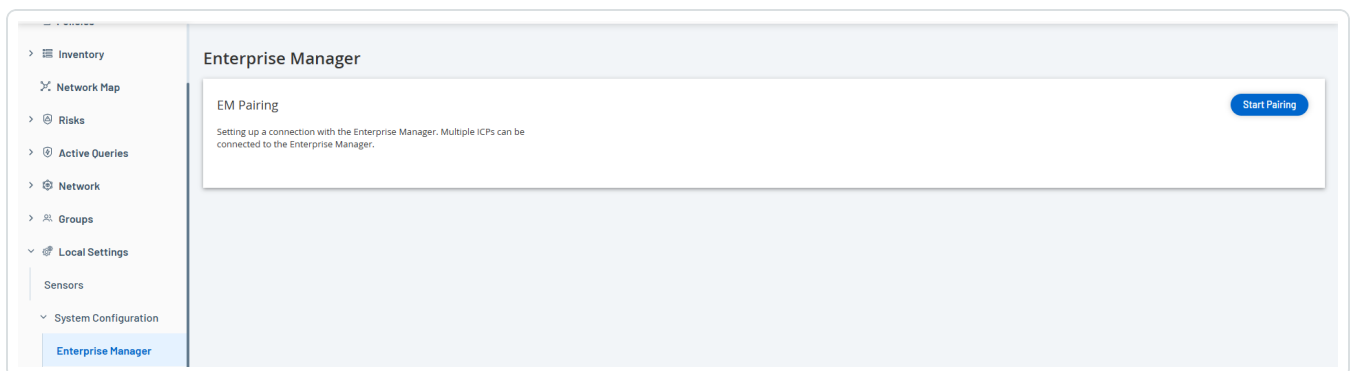 Inventory
Network Map
Risks
Active Queries
Network
Groups
Local Settings
Sensors
System Configuration
Enterprise Manager
Enterprise Manager
EM Pairing
Start Pairing
Setting up a connection with the Enterprise Manager. Multiple ICPs can be
connected to the Enterprise Manager.